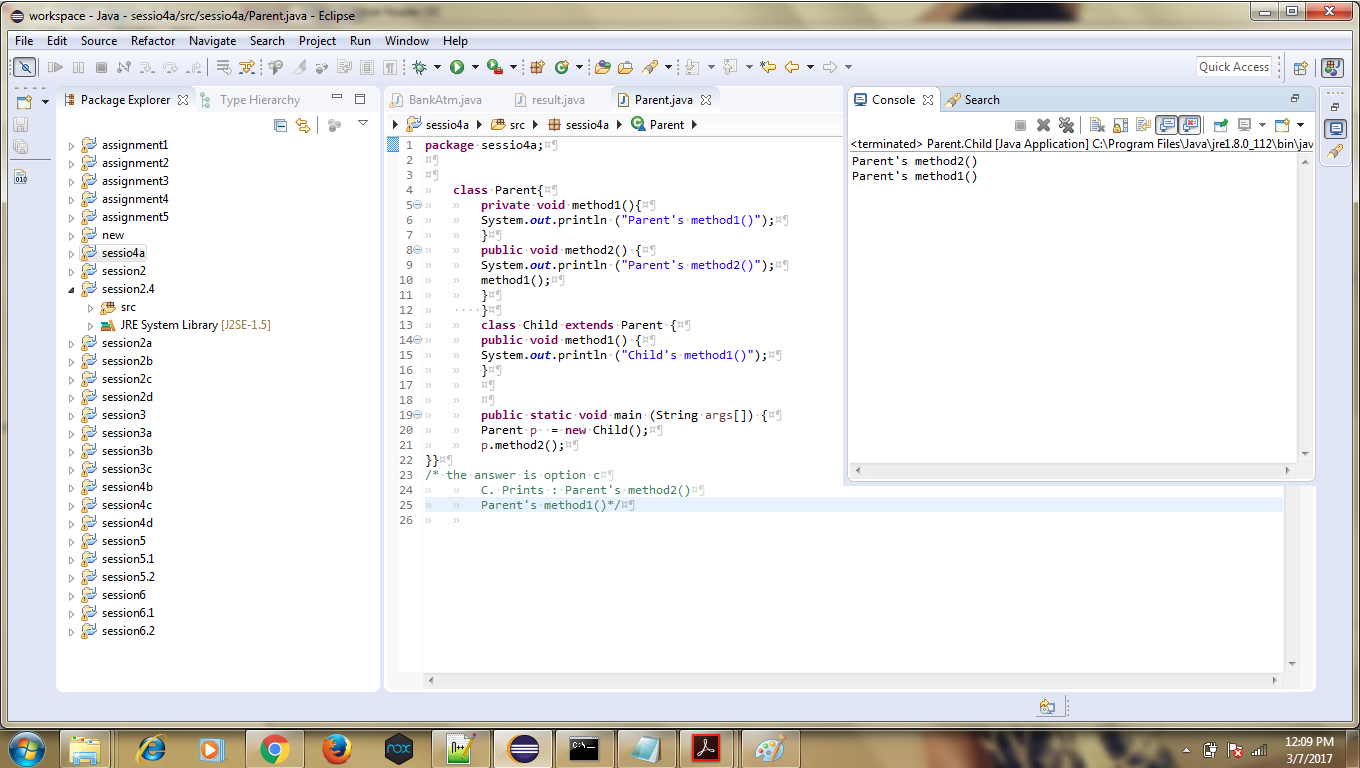 workspace - Java - sessio4a/src/sessio4a/Parent.java - Eclipse
File Edit Source Refactor Navigate Search Project Run Window Help
Quick Access
Package Explorer Type Hierarchy
assignment1
assignment2
assignment3
assignment4
assignment5
new
sessio4a
session2
session2.4
src
JRE System Library [J2SE-1.5]
session2a
session2b
session2c
session2d
session3
session3a
session3b
session3c
session4b
session4c
session4d
session5
session5.1
session5.2
session6
session6.1
session6.2
BankAtm.java result.java Parent.java
sessio4a src sessio4a Parent
1 package sessio4a;
2
3
4 class Parent{
5 private void method1(){
6 System.out.println ("Parent's method1()");
7 }
8 public void method2() {
9 System.out.println ("Parent's method2()");
10 method1();
11 }
12 }
13 class Child extends Parent {
14 public void method1() {
15 System.out.println ("Child's method1()");
16 }
17
18
19 public static void main (String args[]) {
20 Parent p = new Child();
21 p.method2();
22 }}
23 /* the answer is option c
24 C. Prints : Parent's method2()
25 Parent's method1()*/
26
Console Search
<terminated> Parent.Child [Java Application] C:\Program Files\Java\jre1.8.0_112\bin\jav
Parent's method2()
Parent's method1()
010
nox
C:\
12:09 PM
3/7/2017